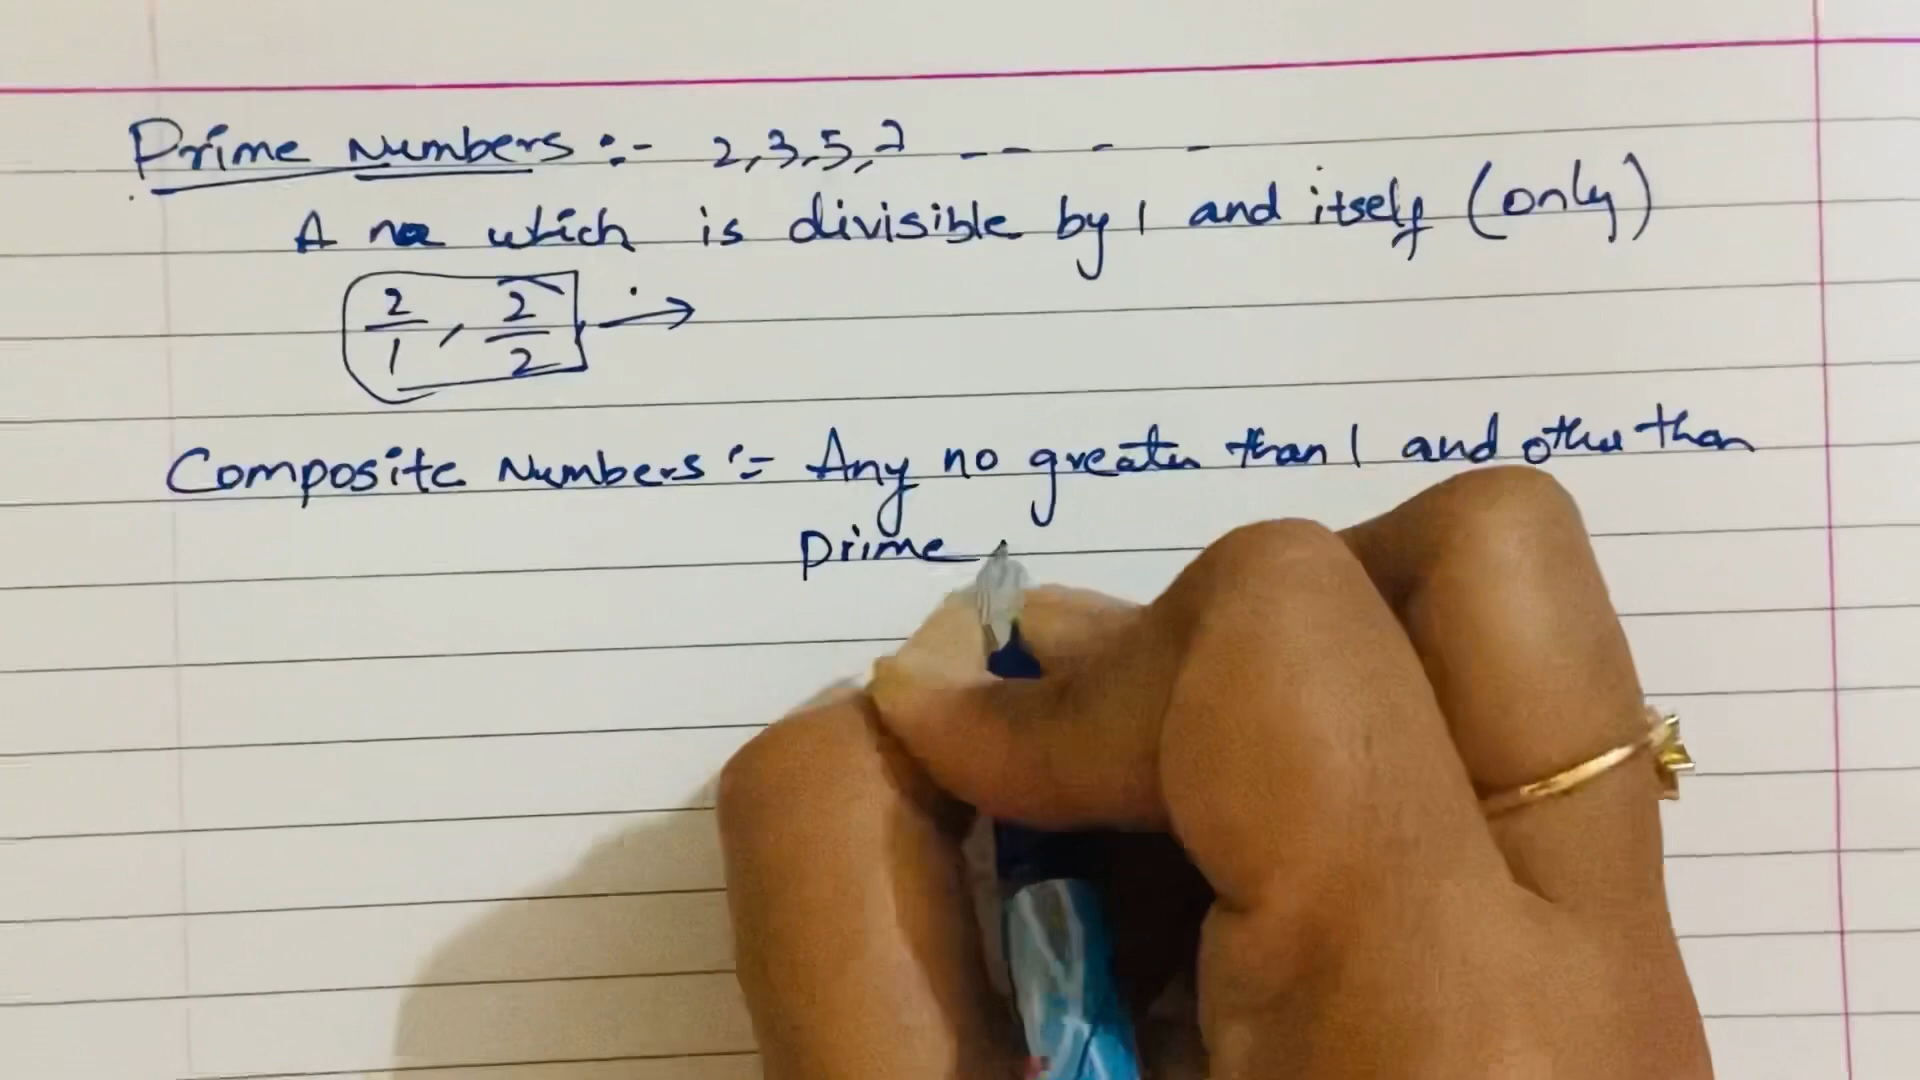 Prime Numbers :- 2,3,5,7 -- - -
A no which is divisible by 1 and itself (only)
2/1, 2/2 →
Composite Numbers :- Any no greater than 1 and other than
prime